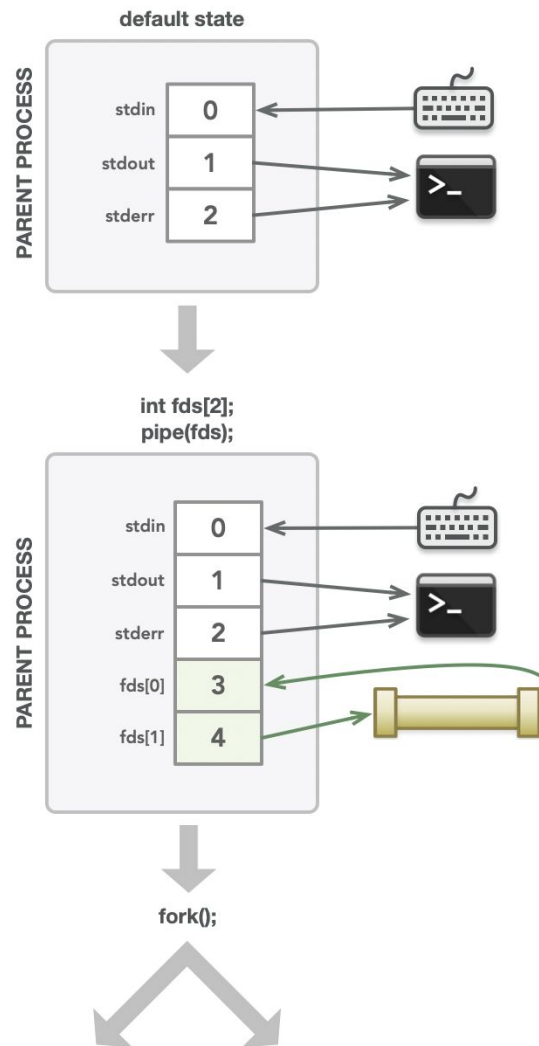 default state
PARENT PROCESS
stdin 0
stdout 1
stderr 2
>_
int fds[2];
pipe(fds);
PARENT PROCESS
stdin 0
stdout 1
stderr 2
fds[0] 3
fds[1] 4
>_
fork();